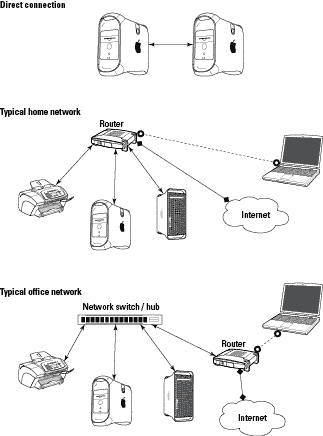 Direct connection
Typical home network
Router
Internet
Typical office network
Network switch / hub
Router
Internet